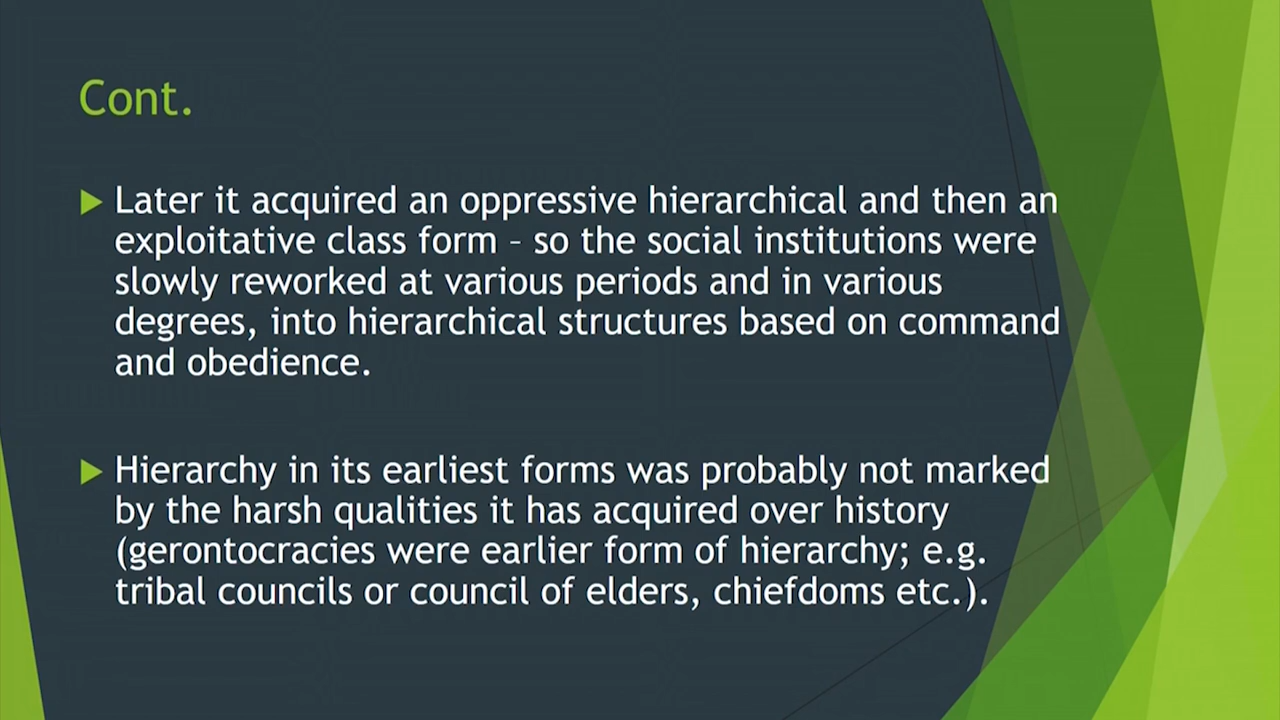 Cont.
Later it acquired an oppressive hierarchical and then an
exploitative class form – so the social institutions were
slowly reworked at various periods and in various
degrees, into hierarchical structures based on command
and obedience.
Hierarchy in its earliest forms was probably not marked
by the harsh qualities it has acquired over history
(gerontocracies were earlier form of hierarchy; e.g.
tribal councils or council of elders, chiefdoms etc.).